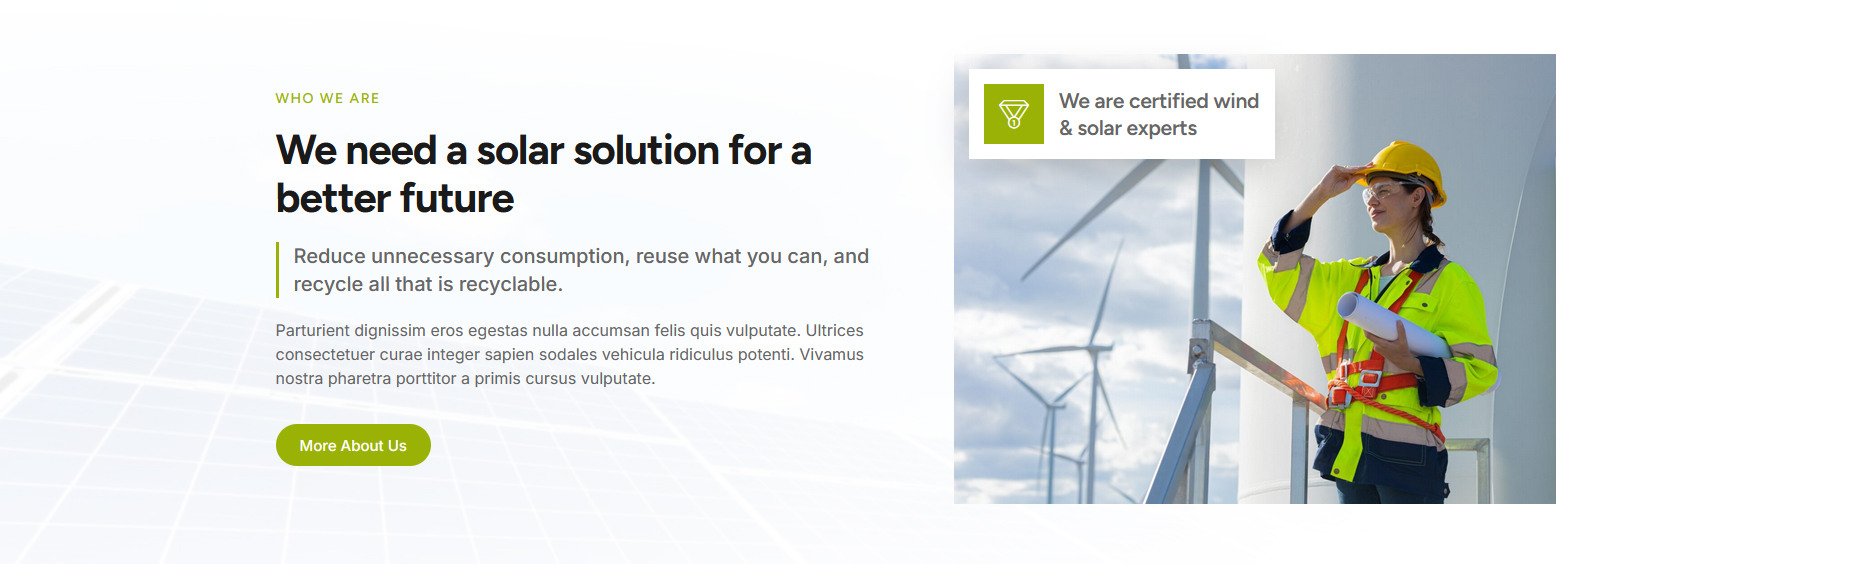 WHO WE ARE
We need a solar solution for a
better future
Reduce unnecessary consumption, reuse what you can, and
recycle all that is recyclable.
Parturient dignissim eros egestas nulla accumsan felis quis vulputate. Ultrices
consectetuer curae integer sapien sodales vehicula ridiculus potenti. Vivamus
nostra pharetra porttitor a primis cursus vulputate.
More About Us
1
We are certified wind
& solar experts